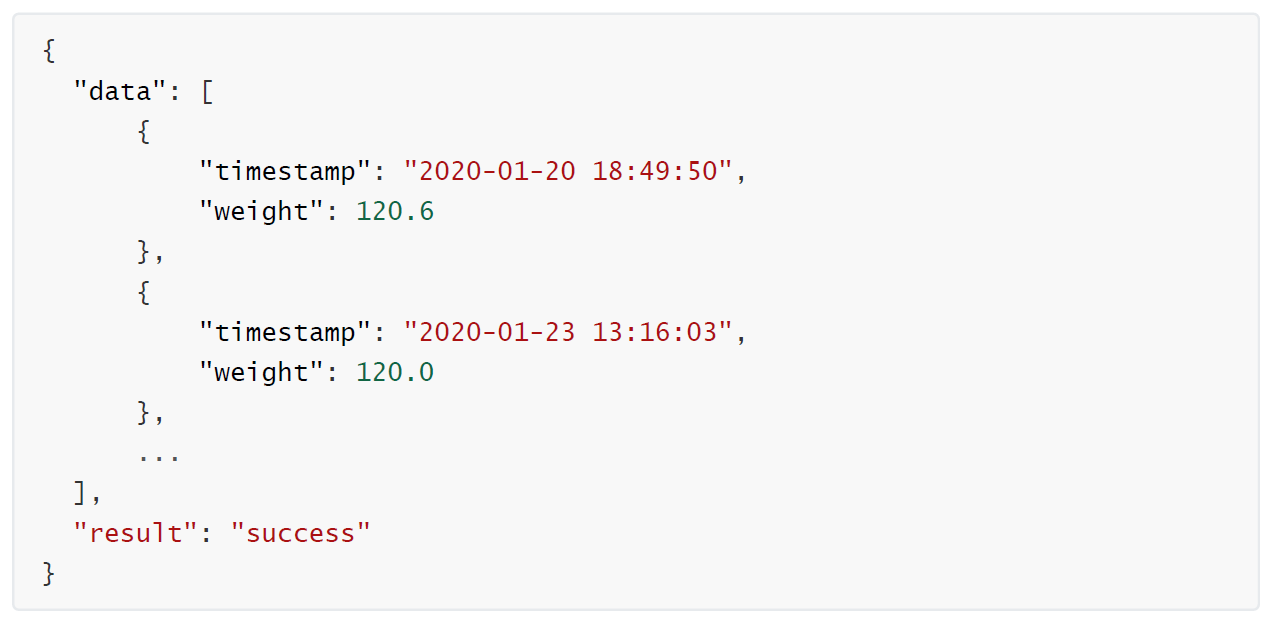 {
  "data": [
      {
          "timestamp": "2020-01-20 18:49:50",
          "weight": 120.6
      },
      {
          "timestamp": "2020-01-23 13:16:03",
          "weight": 120.0
      },
      ...
  ],
  "result": "success"
}